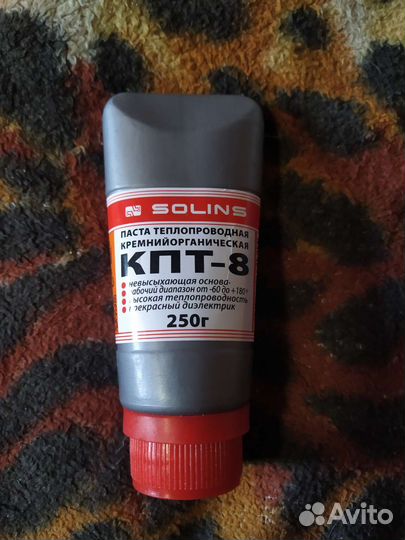 SOLINS
ПАСТА ТЕПЛОПРОВОДНАЯ
КРЕМНИЙОРГАНИЧЕСКАЯ
КПТ-8
невысыхающая основа
рабочий диапазон от -60 до +180
высокая теплопроводность
прекрасный диэлектрик
250г
Avito